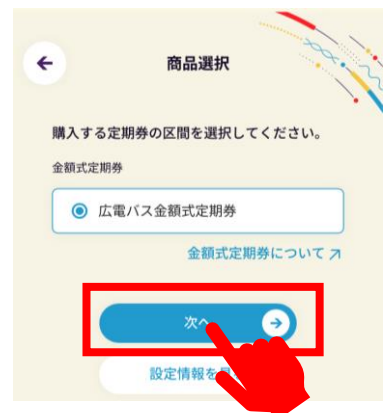 商品選択
購入する定期券の区間を選択してください。
金額式定期券
広電バス金額式定期券
金額式定期券について
次へ
設定情報を見